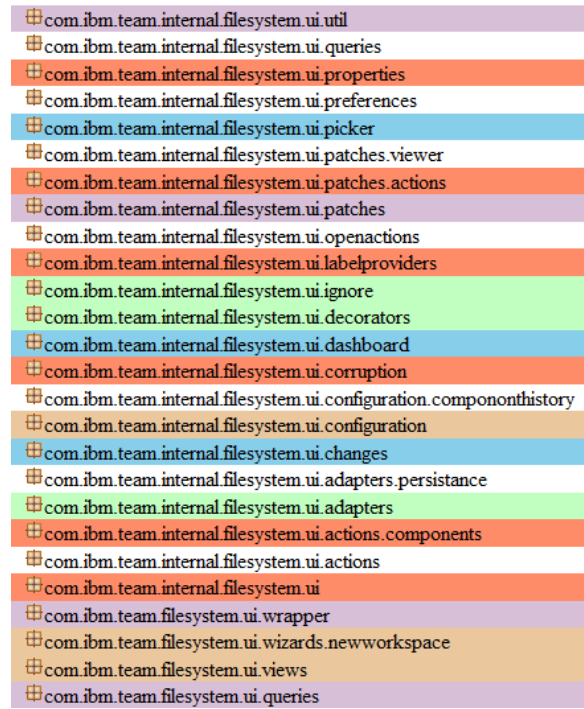 com.ibm.team.internal.filesystem.ui.util
com.ibm.team.internal.filesystem.ui.queries
com.ibm.team.internal.filesystem.ui.properties
com.ibm.team.internal.filesystem.ui.preferences
com.ibm.team.internal.filesystem.ui.picker
com.ibm.team.internal.filesystem.ui.patches.viewer
com.ibm.team.internal.filesystem.ui.patches.actions
com.ibm.team.internal.filesystem.ui.patches
com.ibm.team.internal.filesystem.ui.openactions
com.ibm.team.internal.filesystem.ui.labelproviders
com.ibm.team.internal.filesystem.ui.ignore
com.ibm.team.internal.filesystem.ui.decorators
com.ibm.team.internal.filesystem.ui.dashboard
com.ibm.team.internal.filesystem.ui.corruption
com.ibm.team.internal.filesystem.ui.configuration.compononthistory
com.ibm.team.internal.filesystem.ui.configuration
com.ibm.team.internal.filesystem.ui.changes
com.ibm.team.internal.filesystem.ui.adapters.persistance
com.ibm.team.internal.filesystem.ui.adapters
com.ibm.team.internal.filesystem.ui.actions.components
com.ibm.team.internal.filesystem.ui.actions
com.ibm.team.internal.filesystem.ui
com.ibm.team.filesystem.ui.wrapper
com.ibm.team.filesystem.ui.wizards.newworkspace
com.ibm.team.filesystem.ui.views
com.ibm.team.filesystem.ui.queries